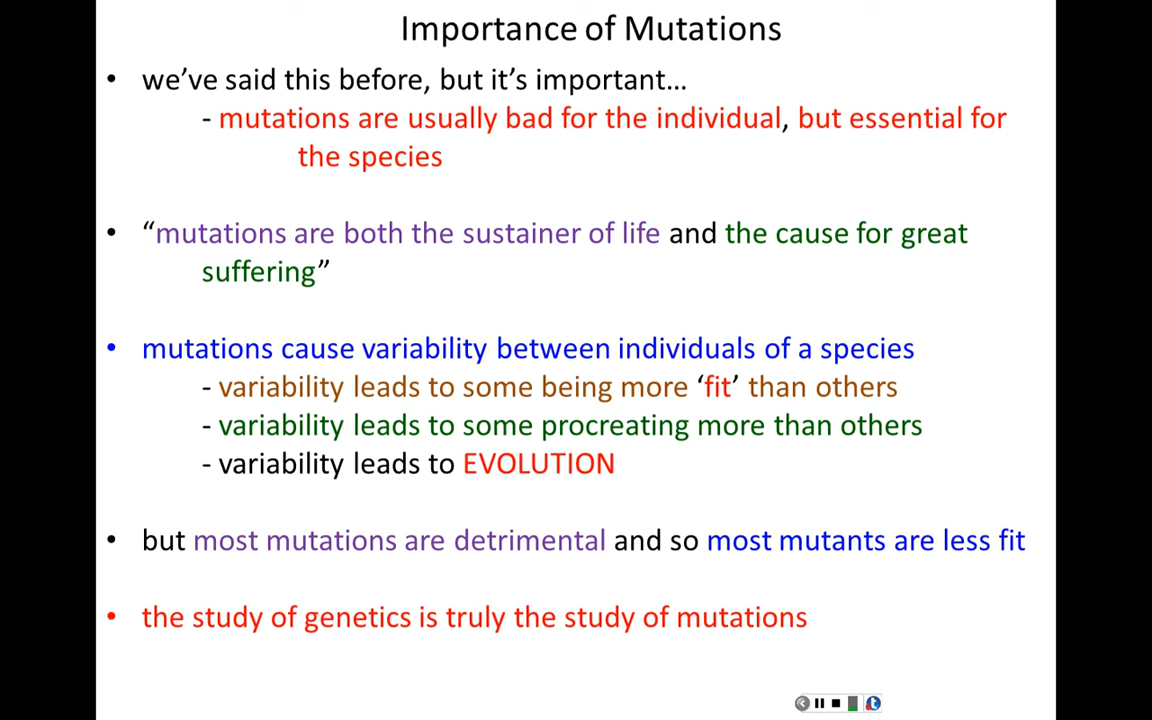 Importance of Mutations
• we’ve said this before, but it’s important…
- mutations are usually bad for the individual, but essential for
the species
• “mutations are both the sustainer of life and the cause for great
suffering”
• mutations cause variability between individuals of a species
- variability leads to some being more ‘fit’ than others
- variability leads to some procreating more than others
- variability leads to EVOLUTION
• but most mutations are detrimental and so most mutants are less fit
• the study of genetics is truly the study of mutations